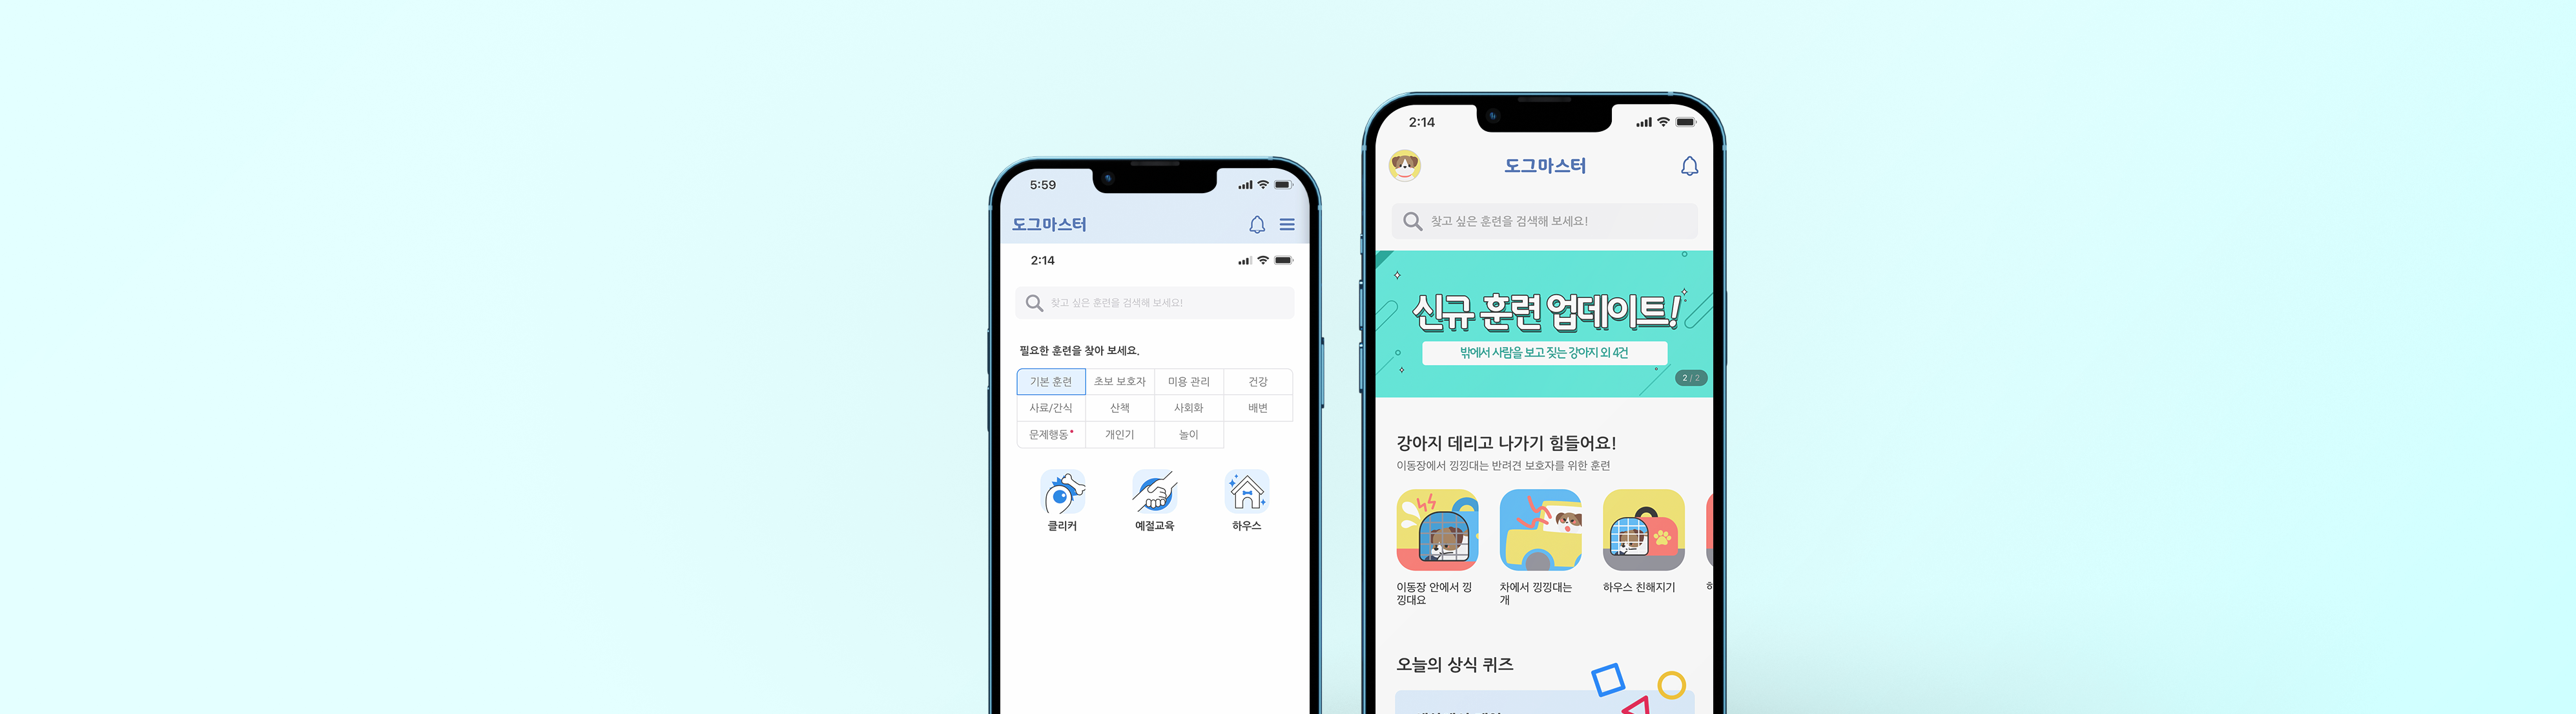 5:59
도그마스터
2:14
찾고 싶은 훈련을 검색해 보세요!
필요한 훈련을 찾아 보세요.
기본 훈련 초보 보호자 미용 관리 건강
사료/간식 산책 사회화 배변
문제행동 개인기 놀이
클리커 예절교육 하우스
2:14
도그마스터
찾고 싶은 훈련을 검색해 보세요!
신규 훈련 업데이트!
밖에서 사람을 보고 짖는 강아지 외 4건
2 / 2
강아지 데리고 나가기 힘들어요!
이동장에서 낑낑대는 반려견 보호자를 위한 훈련
이동장 안에서 낑
낑대요
차에서 낑낑대는
개
하우스 친해지기
오늘의 상식 퀴즈